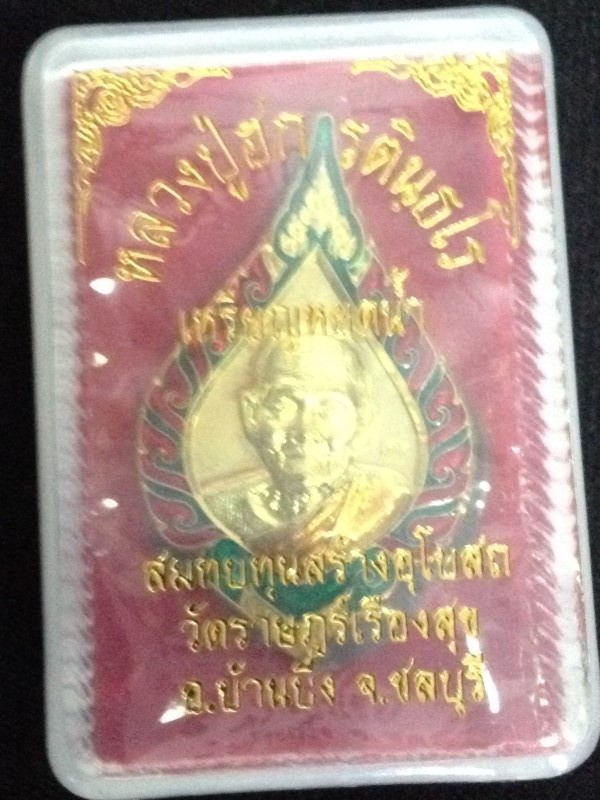 หลวงปู่ฮก รตินฺธโร
เหรียญหยดน้ำ
สมทบทุนสร้างอุโบสถ
วัดราษฎร์เรืองสุข
อ.บ้านบึง จ.ชลบุรี